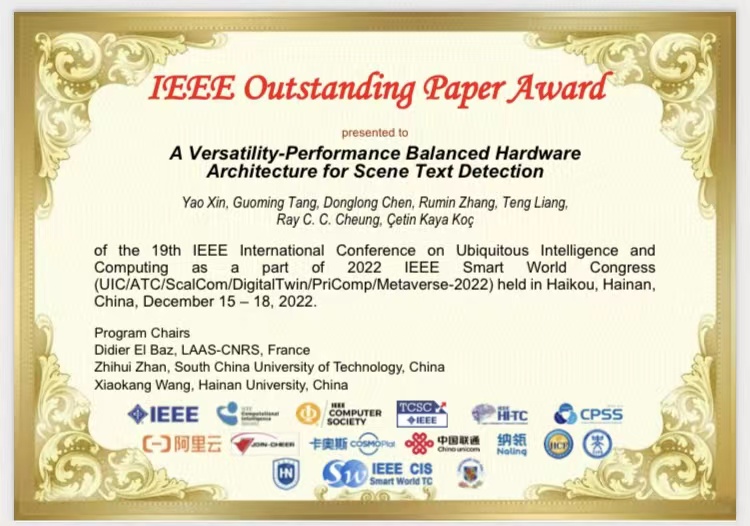 IEEE Outstanding Paper Award
presented to
A Versatility-Performance Balanced Hardware
Architecture for Scene Text Detection
Yao Xin, Guoming Tang, Donglong Chen, Rumin Zhang, Teng Liang,
Ray C. C. Cheung, Çetin Kaya Koç
of the 19th IEEE International Conference on Ubiquitous Intelligence and
Computing as a part of 2022 IEEE Smart World Congress
(UIC/ATC/ScalCom/DigitalTwin/PriComp/Metaverse-2022) held in Haikou, Hainan,
China, December 15 – 18, 2022.
Program Chairs
Didier El Baz, LAAS-CNRS, France
Zhihui Zhan, South China University of Technology, China
Xiaokang Wang, Hainan University, China
IEEE
IEEE
Computational
Intelligence
Society
IEEE
COMPUTER
SOCIETY
TCSC
IEEE
HI-TC
CPSS
阿里云
JOIN-CHEER
卡奥斯 COSMOPlat
中国联通
China unicom
纳领
Nalinq
HCF
HN
SW IEEE CIS
Smart World TC